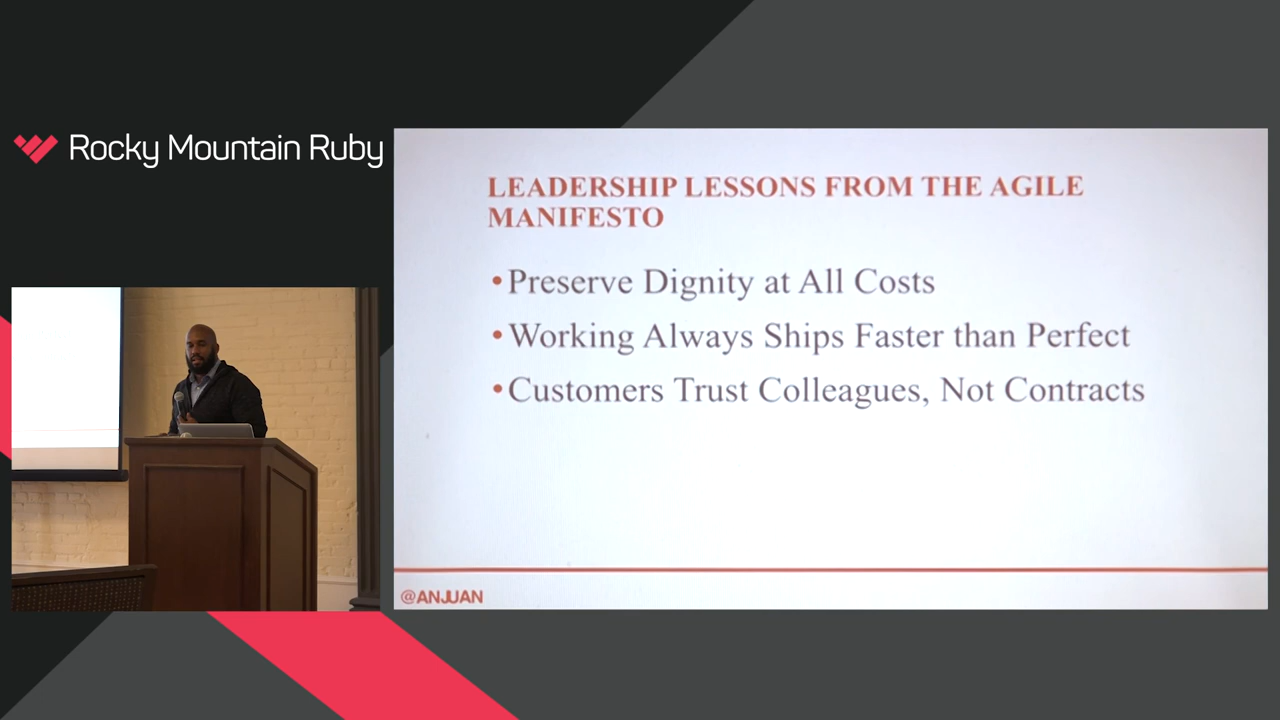 Rocky Mountain Ruby
LEADERSHIP LESSONS FROM THE AGILE
MANIFESTO
•Preserve Dignity at All Costs
•Working Always Ships Faster than Perfect
•Customers Trust Colleagues, Not Contracts
@ANJUAN